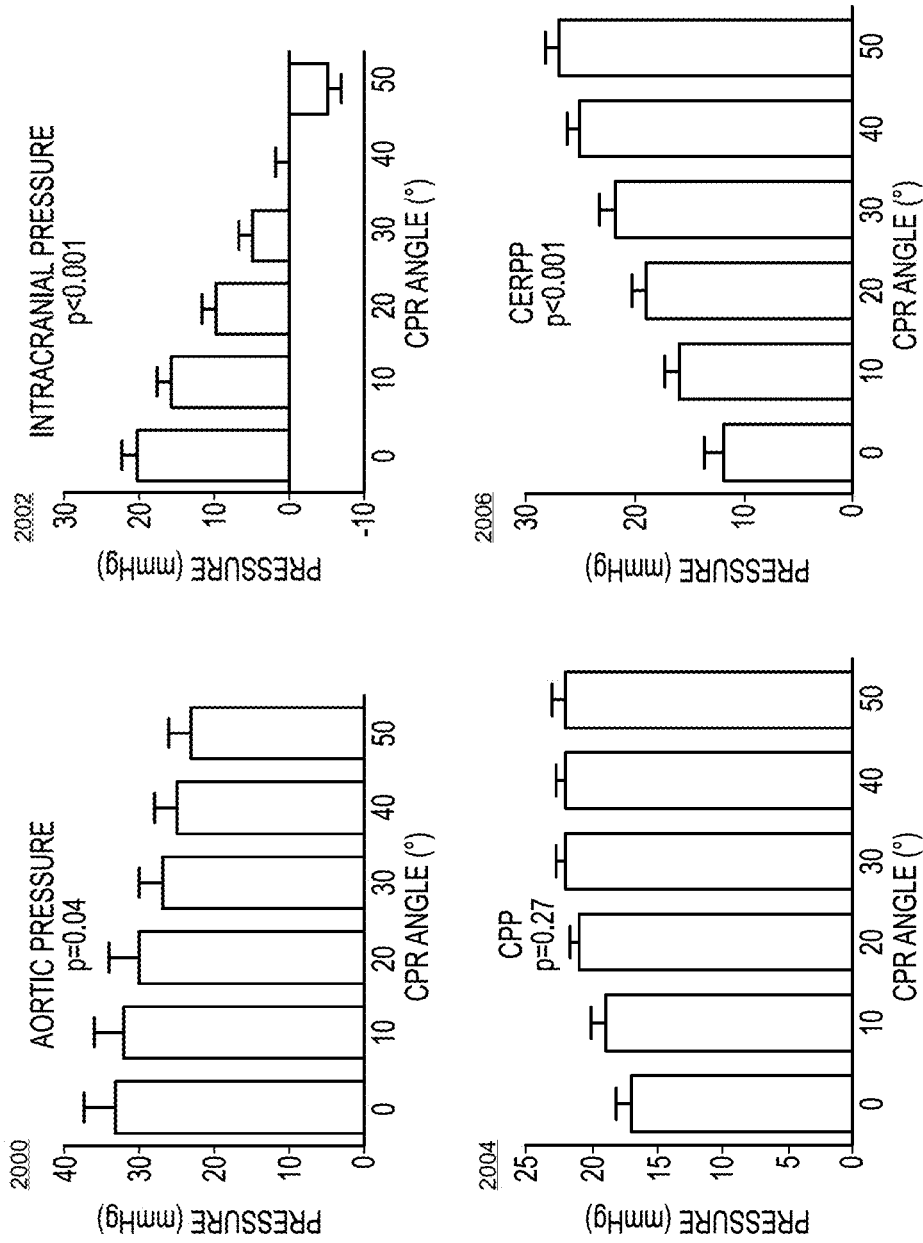 2000
AORTIC PRESSURE
p=0.04
PRESSURE (mmHg)
40
30
20
10
0
0 10 20 30 40 50
CPR ANGLE (°)
2002
INTRACRANIAL PRESSURE
p<0.001
PRESSURE (mmHg)
30
20
10
0
-10
0 10 20 30 40 50
CPR ANGLE (°)
2004
CPP
p=0.27
PRESSURE (mmHg)
25
20
15
10
5
0
0 10 20 30 40 50
CPR ANGLE (°)
2006
CERPP
p<0.001
PRESSURE (mmHg)
30
20
10
0
0 10 20 30 40 50
CPR ANGLE (°)